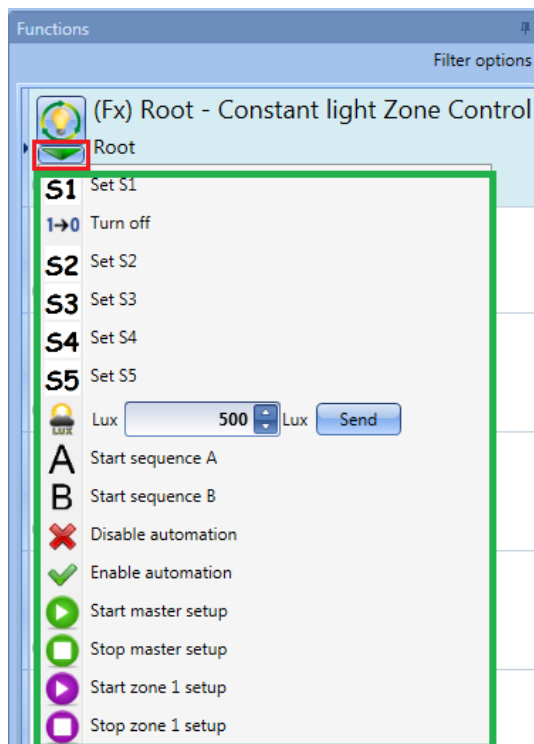 Functions
Filter options
(Fx) Root - Constant light Zone Control
Root
S1 Set S1
1→0 Turn off
S2 Set S2
S3 Set S3
S4 Set S4
S5 Set S5
LUX Lux 500 Lux Send
A Start sequence A
B Start sequence B
Disable automation
Enable automation
Start master setup
Stop master setup
Start zone 1 setup
Stop zone 1 setup